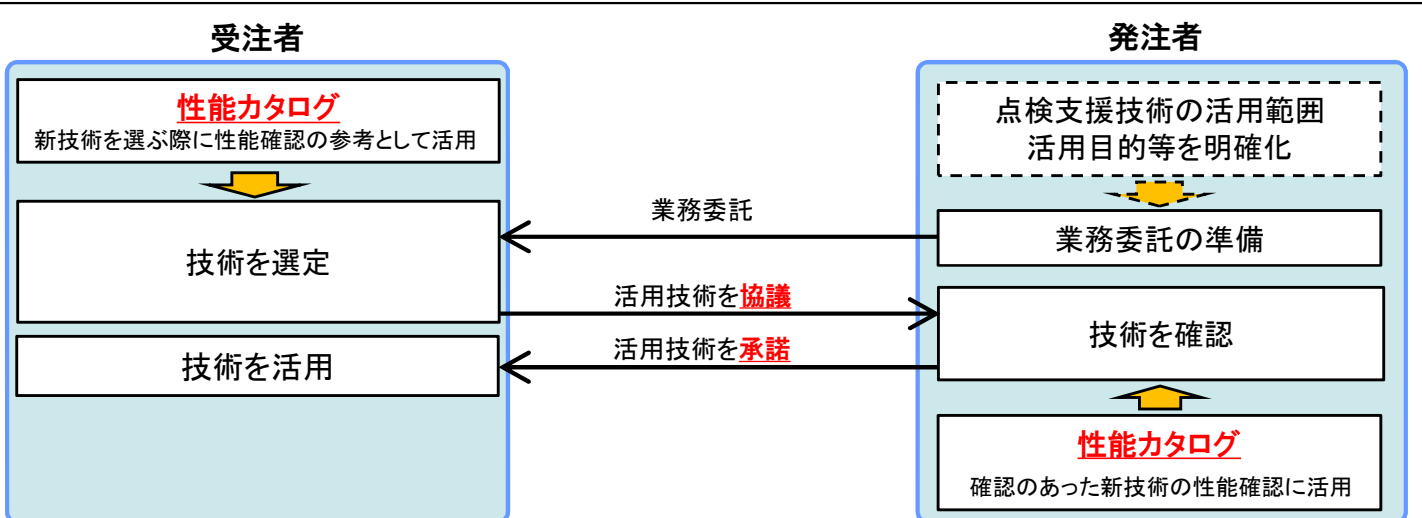 受注者
性能カタログ
新技術を選ぶ際に性能確認の参考として活用
技術を選定
技術を活用
業務委託
活用技術を協議
活用技術を承諾
発注者
点検支援技術の活用範囲
活用目的等を明確化
業務委託の準備
技術を確認
性能カタログ
確認のあった新技術の性能確認に活用